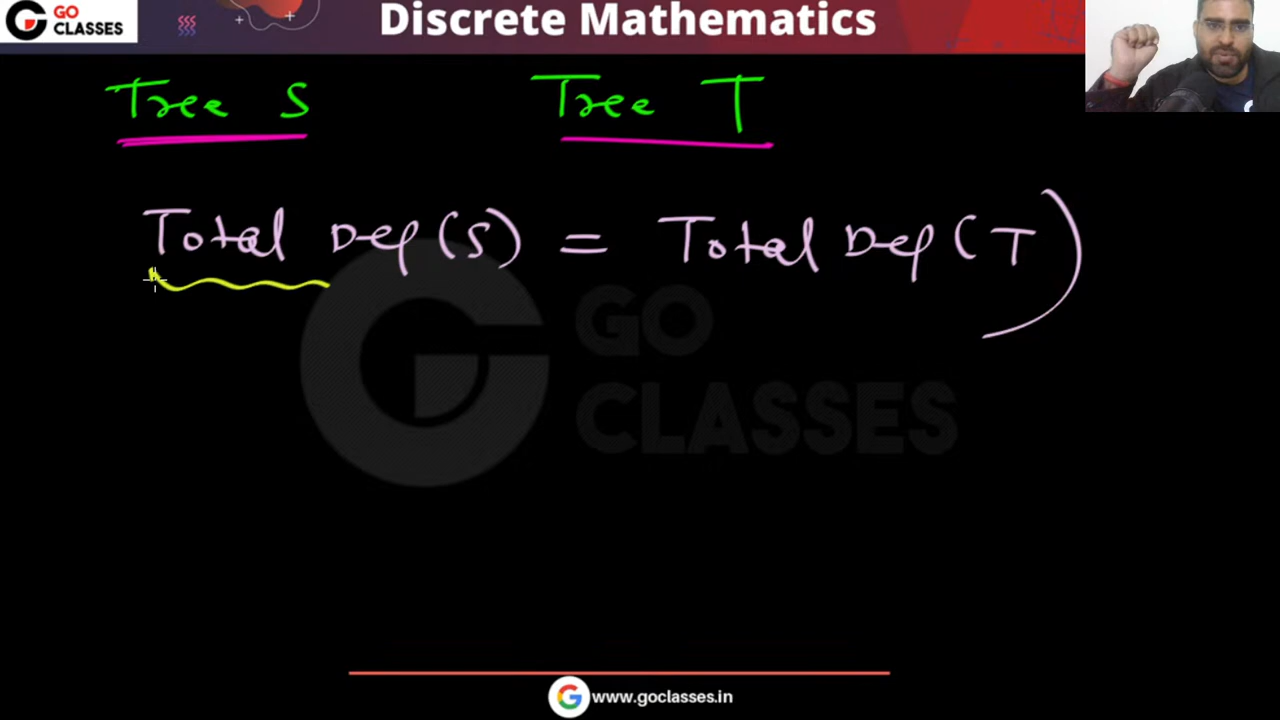 GO
CLASSES
Discrete Mathematics
Tree S
Tree T
Total Deg(S) = Total Deg(T)
GO
CLASSES
www.goclasses.in